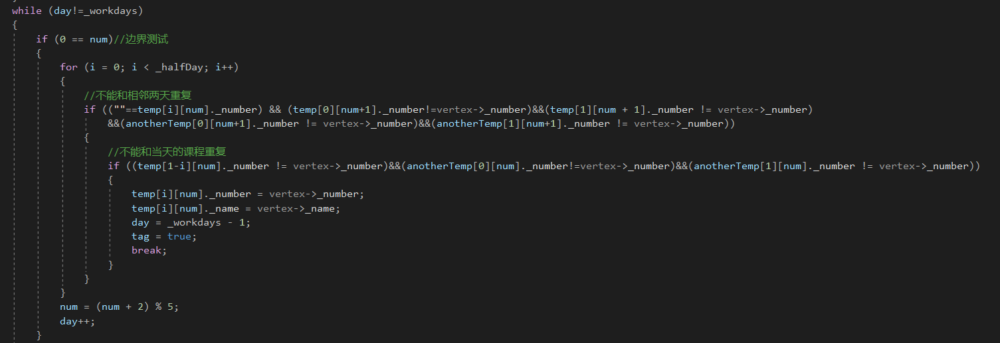 while (day!=_workdays)
{
if (0 == num)//边界测试
{
for (i = 0; i < _halfDay; i++)
{
//不能和相邻两天重复
if ((""==temp[i][num]._number) && (temp[0][num+1]._number!=vertex->_number)&&(temp[1][num + 1]._number != vertex->_number)
&&(anotherTemp[0][num+1]._number != vertex->_number)&&(anotherTemp[1][num+1]._number != vertex->_number))
{
//不能和当天的课程重复
if ((temp[1-i][num]._number != vertex->_number)&&(anotherTemp[0][num]._number!=vertex->_number)&&(anotherTemp[1][num]._number != vertex->_number))
{
temp[i][num]._number = vertex->_number;
temp[i][num]._name = vertex->_name;
day = _workdays - 1;
tag = true;
break;
}
}
}
num = (num + 2) % 5;
day++;
}